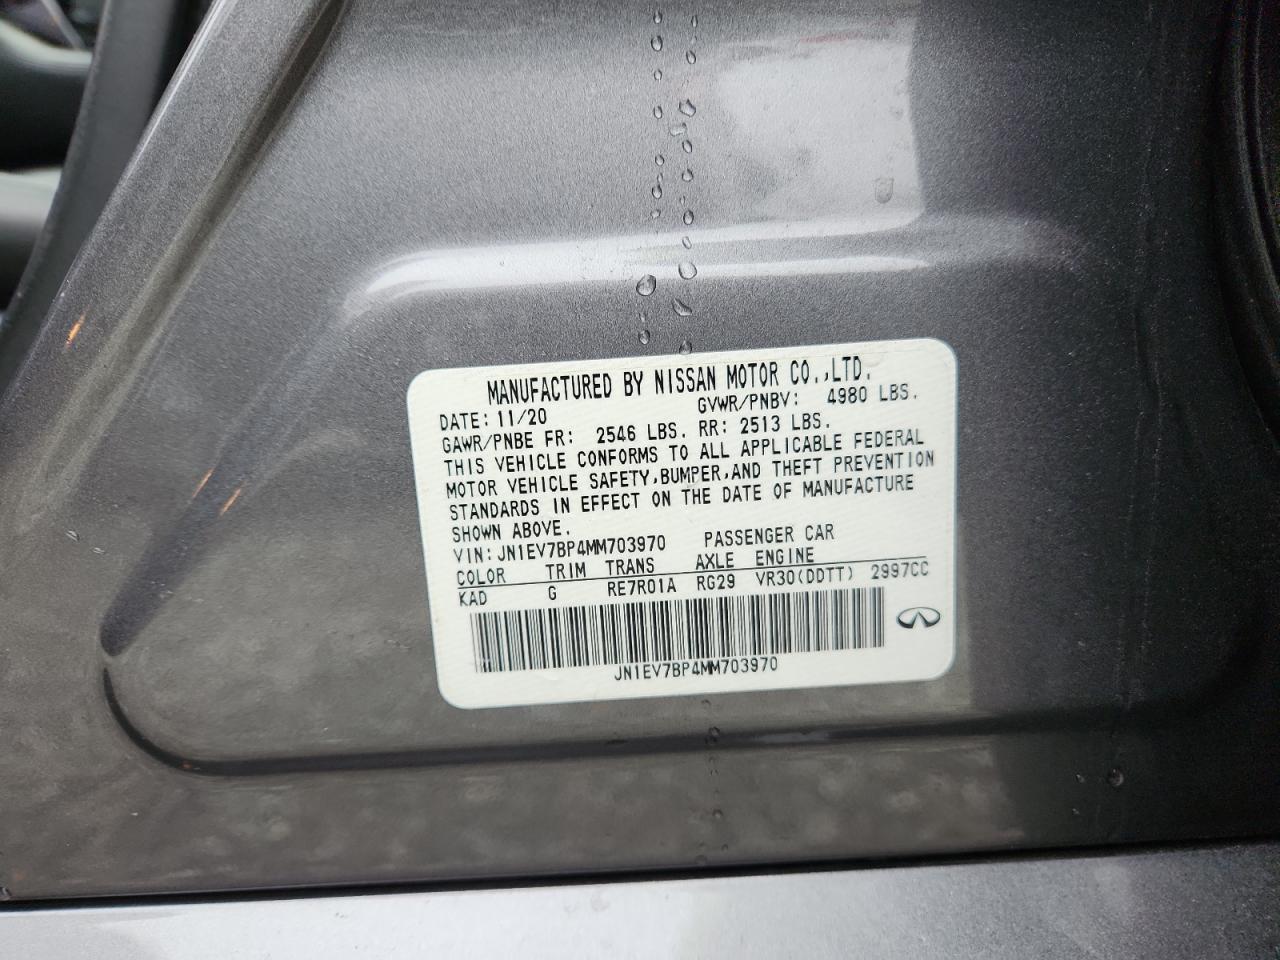 MANUFACTURED BY NISSAN MOTOR CO.,LTD.
DATE: 11/20 GVWR/PNBV: 4980 LBS.
GAWR/PNBE FR: 2546 LBS. RR: 2513 LBS.
THIS VEHICLE CONFORMS TO ALL APPLICABLE FEDERAL
MOTOR VEHICLE SAFETY,BUMPER,AND THEFT PREVENTION
STANDARDS IN EFFECT ON THE DATE OF MANUFACTURE
SHOWN ABOVE.
VIN: JN1EV7BP4MM703970 PASSENGER CAR
COLOR TRIM TRANS AXLE ENGINE
KAD G RE7R01A RG29 VR30(DDTT) 2997CC
JN1EV7BP4MM703970